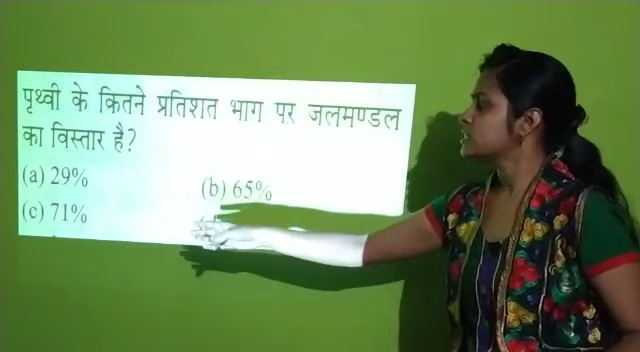 पृथ्वी के कितने प्रतिशत भाग पर जलमण्डल
का विस्तार है?
(a) 29% (b) 65%
(c) 71%